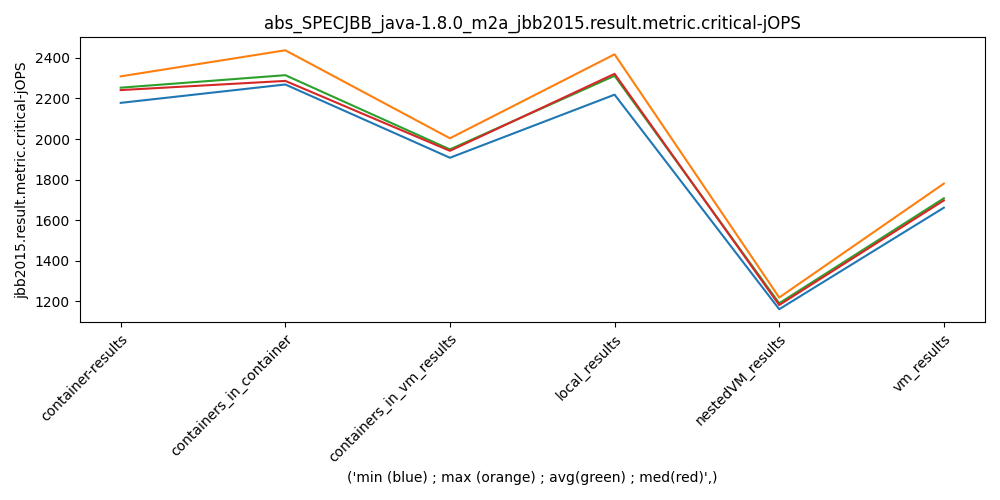 abs_SPECJBB_java-1.8.0_m2a_jbb2015.result.metric.critical-jOPS
jbb2015.result.metric.critical-jOPS
2400
2200
2000
1800
1600
1400
1200
container-results
containers_in_container
containers_in_vm_results
local_results
nestedVM_results
vm_results
('min (blue) ; max (orange) ; avg(green) ; med(red)',)